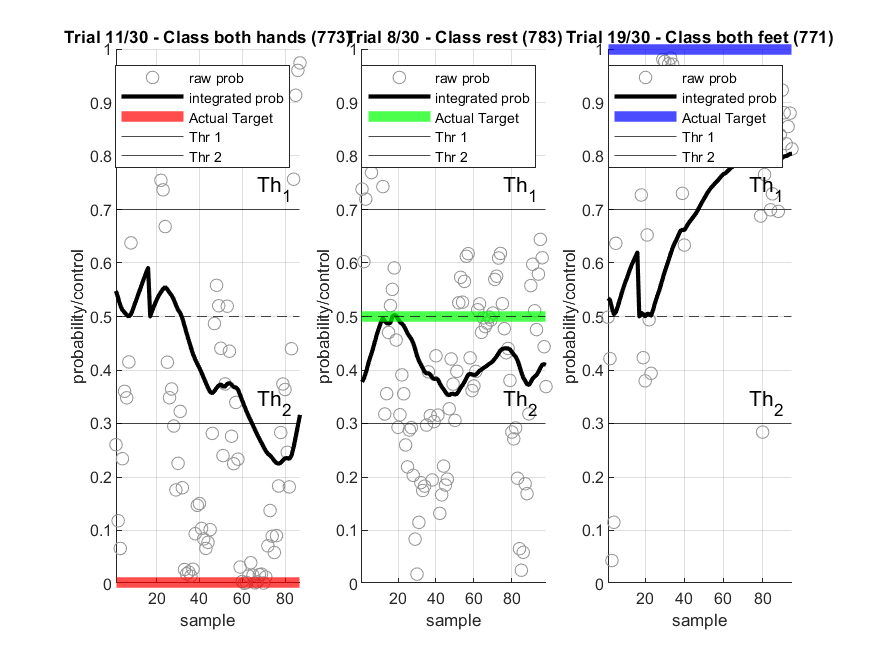 Trial 11/30 - Class both hands (773)
Trial 8/30 - Class rest (783)
Trial 19/30 - Class both feet (771)
probability/control
1
0.9
0.8
0.7
0.6
0.5
0.4
0.3
0.2
0.1
0
raw prob
integrated prob
Actual Target
Thr 1
Thr 2
Th1
Th2
20
40
60
80
sample
probability/control
1
0.9
0.8
0.7
0.6
0.5
0.4
0.3
0.2
0.1
0
raw prob
integrated prob
Actual Target
Thr 1
Thr 2
Th1
Th2
20
40
60
80
sample
probability/control
1
0.9
0.8
0.7
0.6
0.5
0.4
0.3
0.2
0.1
0
raw prob
integrated prob
Actual Target
Thr 1
Thr 2
Th1
Th2
20
40
60
80
sample